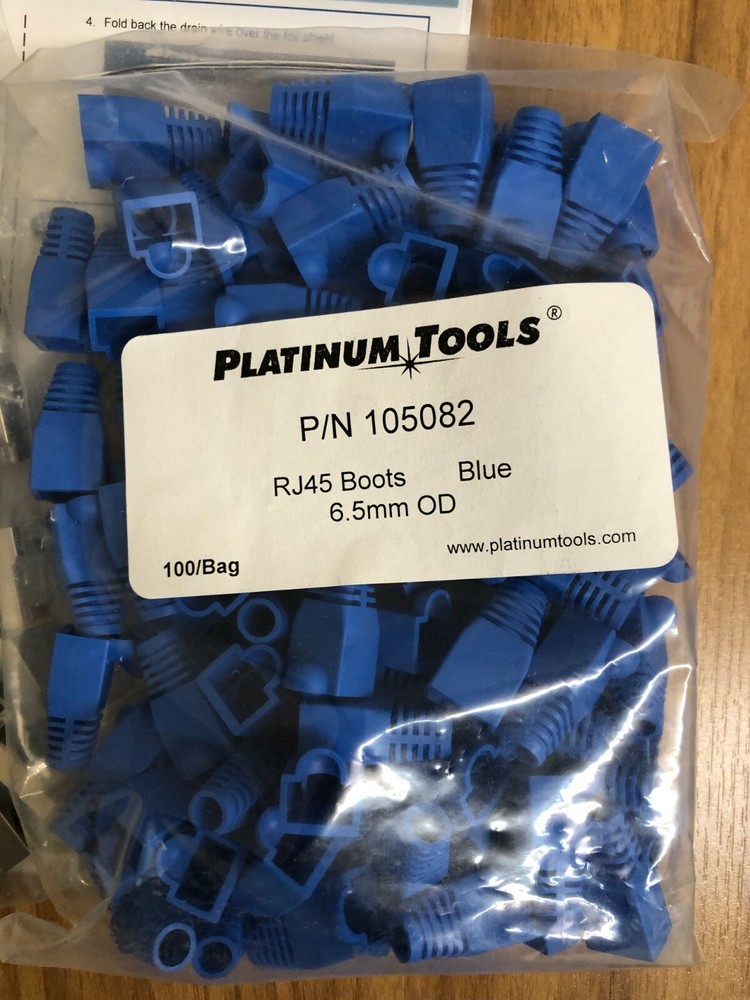 4. Fold back the drain wire over the foil shield
PLATINUM TOOLS®
P/N 105082
RJ45 Boots Blue
6.5mm OD
www.platinumtools.com
100/Bag